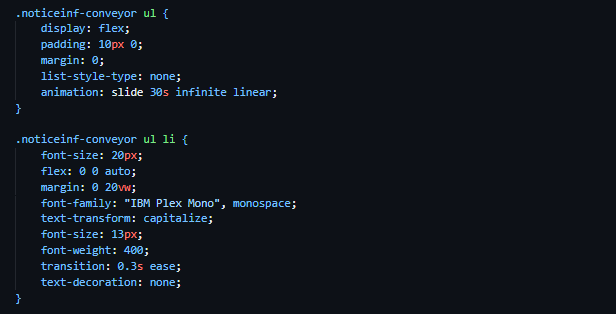 .noticeinf-conveyor ul {
    display: flex;
    padding: 10px 0;
    margin: 0;
    list-style-type: none;
    animation: slide 30s infinite linear;
}

.noticeinf-conveyor ul li {
    font-size: 20px;
    flex: 0 0 auto;
    margin: 0 20vw;
    font-family: "IBM Plex Mono", monospace;
    text-transform: capitalize;
    font-size: 13px;
    font-weight: 400;
    transition: 0.3s ease;
    text-decoration: none;
}